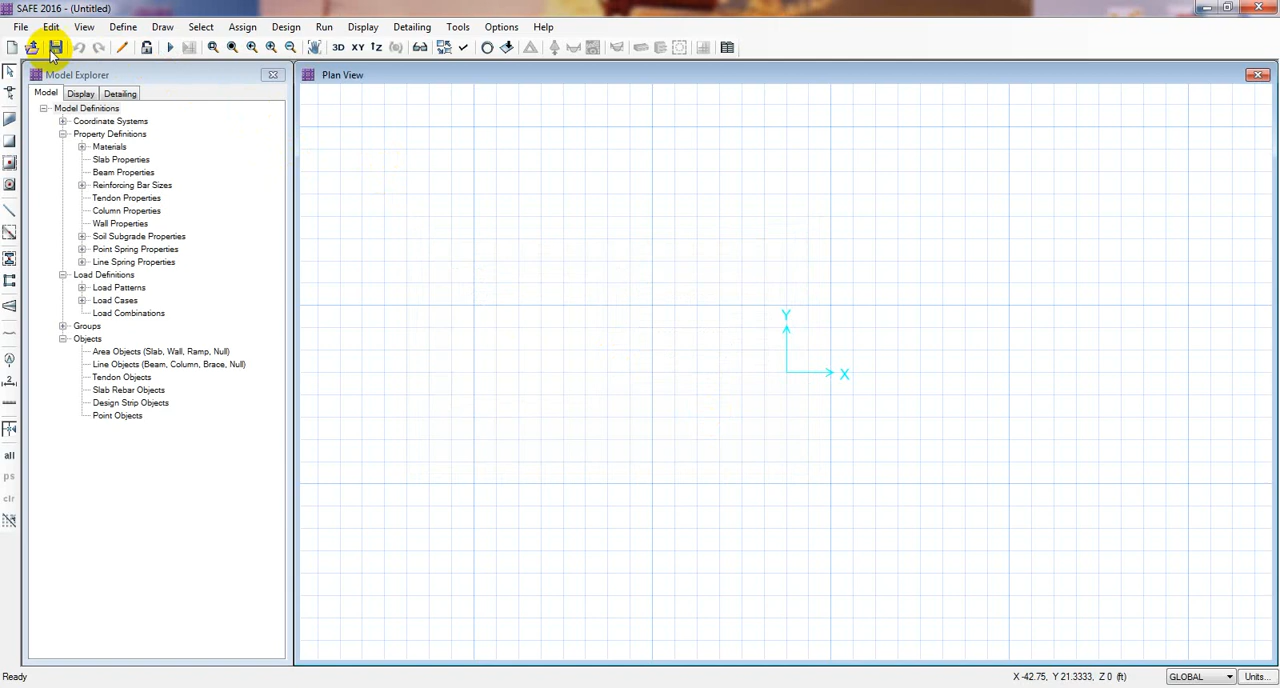 SAFE 2016 - (Untitled)
File Edit View Define Draw Select Assign Design Run Display Detailing Tools Options Help
3D XY
Model Explorer
Plan View
Model Display Detailing
Model Definitions
Coordinate Systems
Property Definitions
Materials
Slab Properties
Beam Properties
Reinforcing Bar Sizes
Tendon Properties
Column Properties
Wall Properties
Soil Subgrade Properties
Point Spring Properties
Line Spring Properties
Load Definitions
Load Patterns
Load Cases
Load Combinations
Groups
Objects
Area Objects (Slab, Wall, Ramp, Null)
Line Objects (Beam, Column, Brace, Null)
Tendon Objects
Slab Rebar Objects
Design Strip Objects
Point Objects
Y
X
all
ps
clr
Ready
X -42.75, Y 21.3333, Z 0 (ft)
GLOBAL
Units...